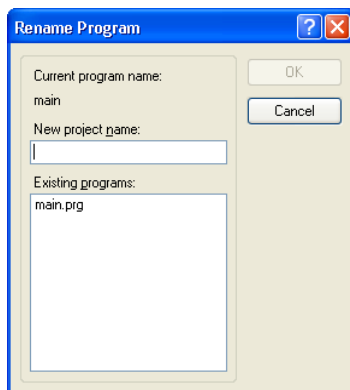 Rename Program
Current program name:
OK
main
Cancel
New project name:
Existing programs:
main.prg